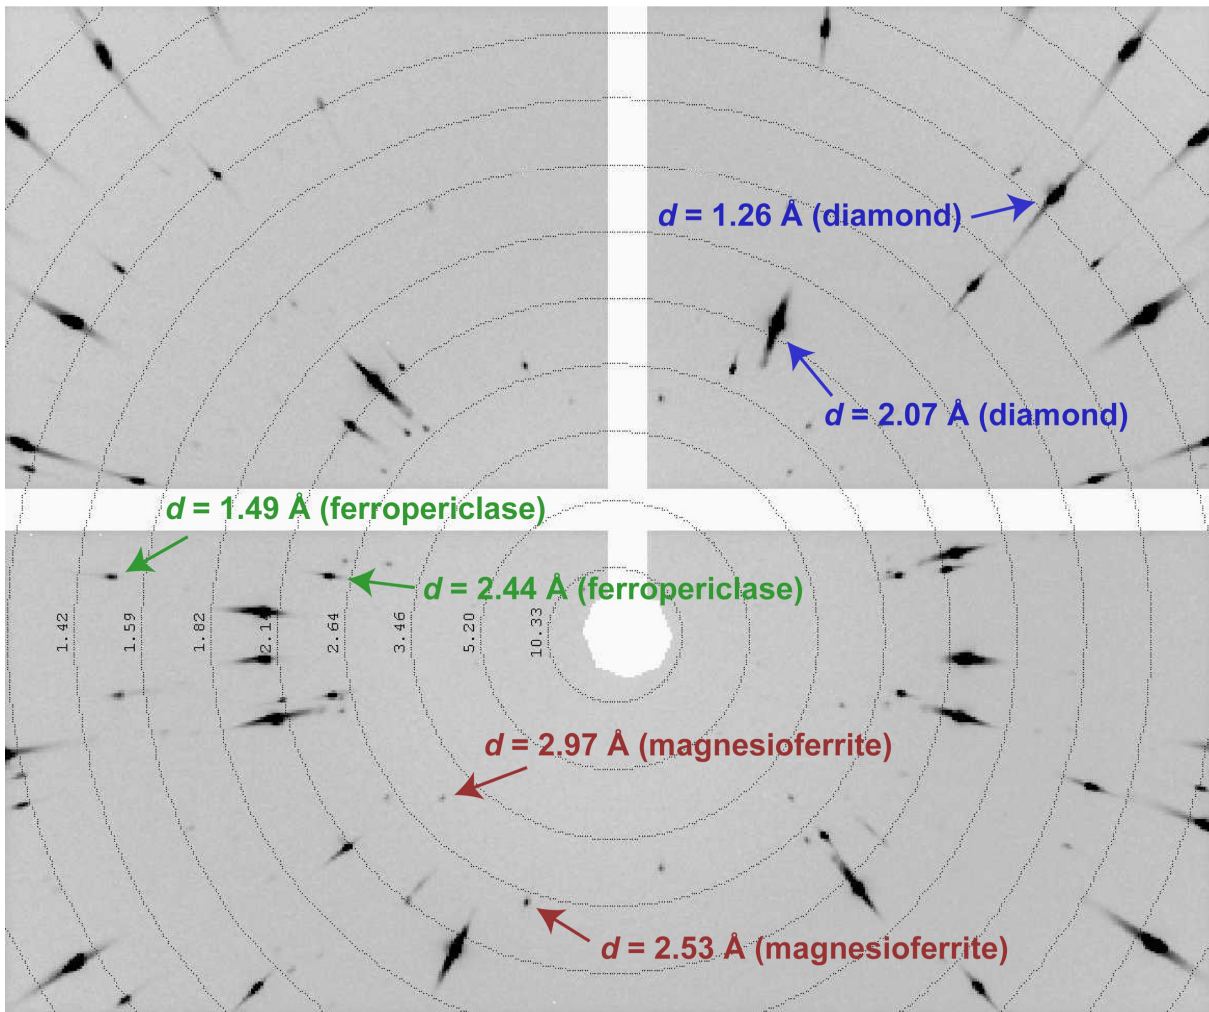 d = 1.26 Å (diamond)
d = 2.07 Å (diamond)
d = 1.49 Å (ferropericlase)
d = 2.44 Å (ferropericlase)
1.42
1.59
1.82
2.11
2.64
3.46
5.20
10.33
d = 2.97 Å (magnesioferrite)
d = 2.53 Å (magnesioferrite)